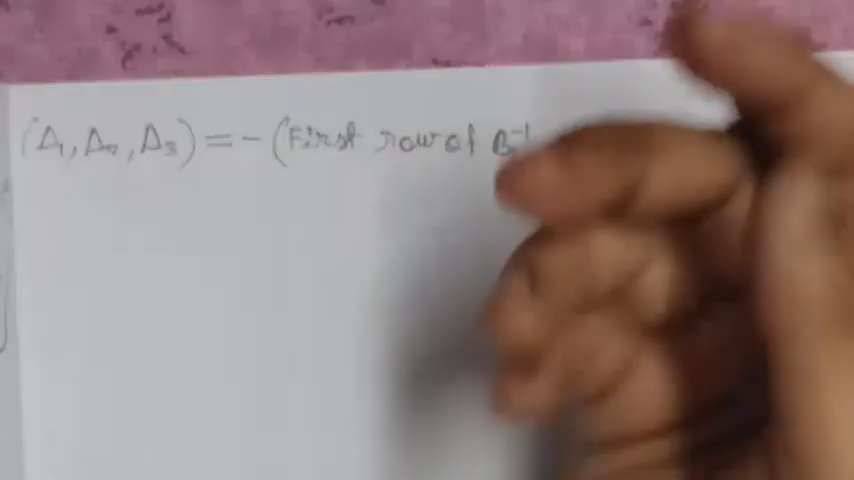 (Δ₁, Δ₂, Δ₃) = - (First row of B⁻¹